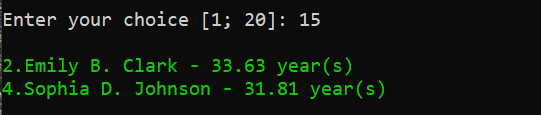 Enter your choice [1; 20]: 15
2.Emily B. Clark - 33.63 year(s)
4.Sophia D. Johnson - 31.81 year(s)